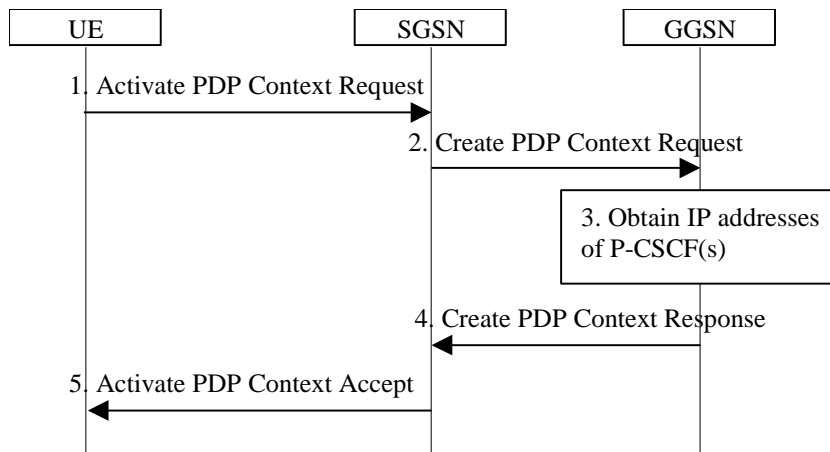 UE
SGSN
GGSN
1. Activate PDP Context Request
2. Create PDP Context Request
3. Obtain IP addresses
of P-CSCF(s)
4. Create PDP Context Response
5. Activate PDP Context Accept